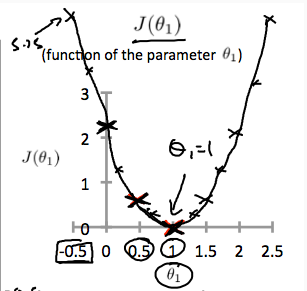 J(θ₁)
5.25
(function of the parameter θ₁)
3
2
θ₁=1
J(θ₁)
1
0
-0.5 0 0.5 1 1.5 2 2.5
θ₁